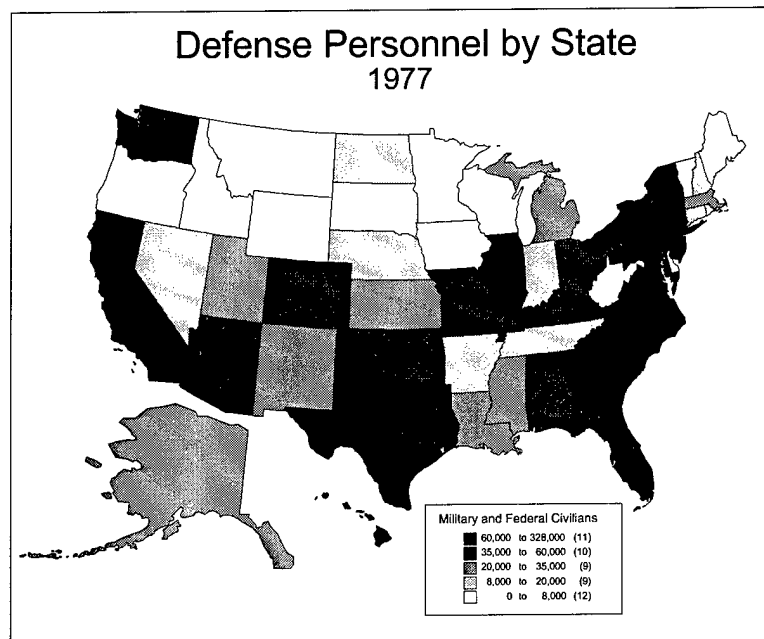 Defense Personnel by State
1977
Military and Federal Civilians
60,000 to 328,000 (11)
35,000 to 60,000 (10)
20,000 to 35,000 (9)
8,000 to 20,000 (9)
0 to 8,000 (12)